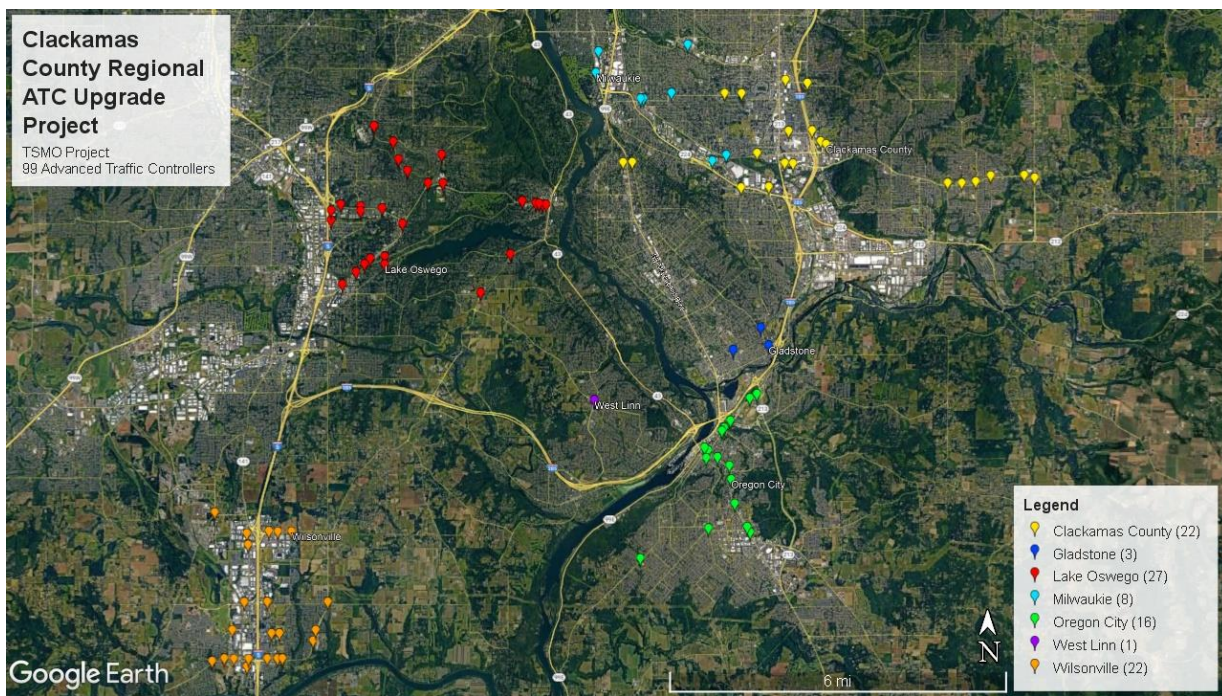 Clackamas
County Regional
ATC Upgrade
Project
TSMO Project
99 Advanced Traffic Controllers
Milwaukie
Clackamas County
Lake Oswego
Gladstone
West Linn
Oregon City
Wilsonville
Legend
Clackamas County (22)
Gladstone (3)
Lake Oswego (27)
Milwaukie (8)
Oregon City (16)
West Linn (1)
Wilsonville (22)
N
6 mi
Google Earth